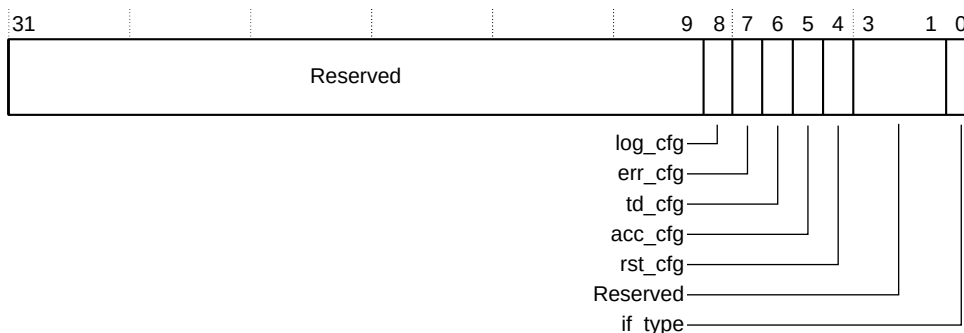 31 9 8 7 6 5 4 3 1 0
Reserved
log_cfg
err_cfg
td_cfg
acc_cfg
rst_cfg
Reserved
if_type